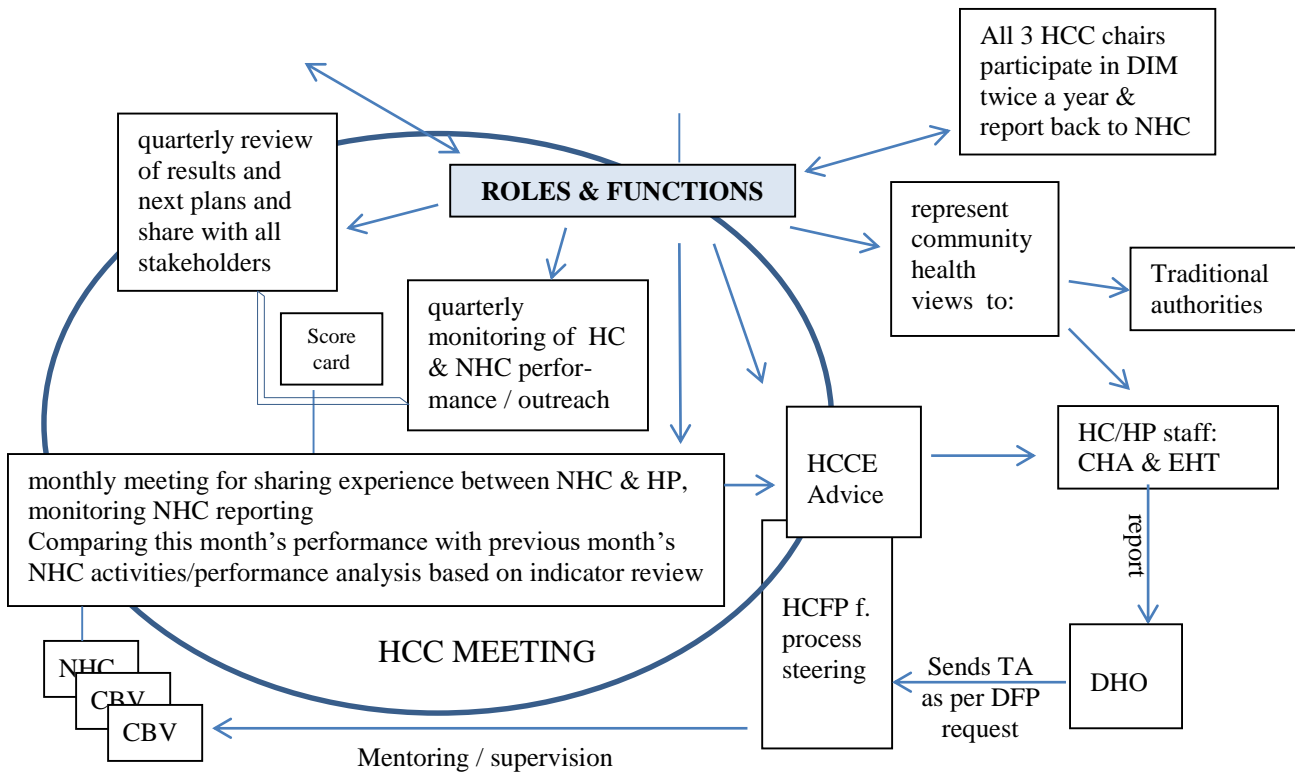 All 3 HCC chairs
participate in DIM
twice a year &
report back to NHC
quarterly review
of results and
next plans and
share with all
stakeholders
ROLES & FUNCTIONS
represent
community
health
views to:
Traditional
authorities
quarterly
monitoring of HC
& NHC perfor-
mance / outreach
Score
card
HCCE
Advice
HC/HP staff:
CHA & EHT
monthly meeting for sharing experience between NHC & HP,
monitoring NHC reporting
Comparing this month's performance with previous month's
NHC activities/performance analysis based on indicator review
report
HCFP f.
process
steering
HCC MEETING
NHC
CBV
CBV
Sends TA
as per DFP
request
DHO
Mentoring / supervision